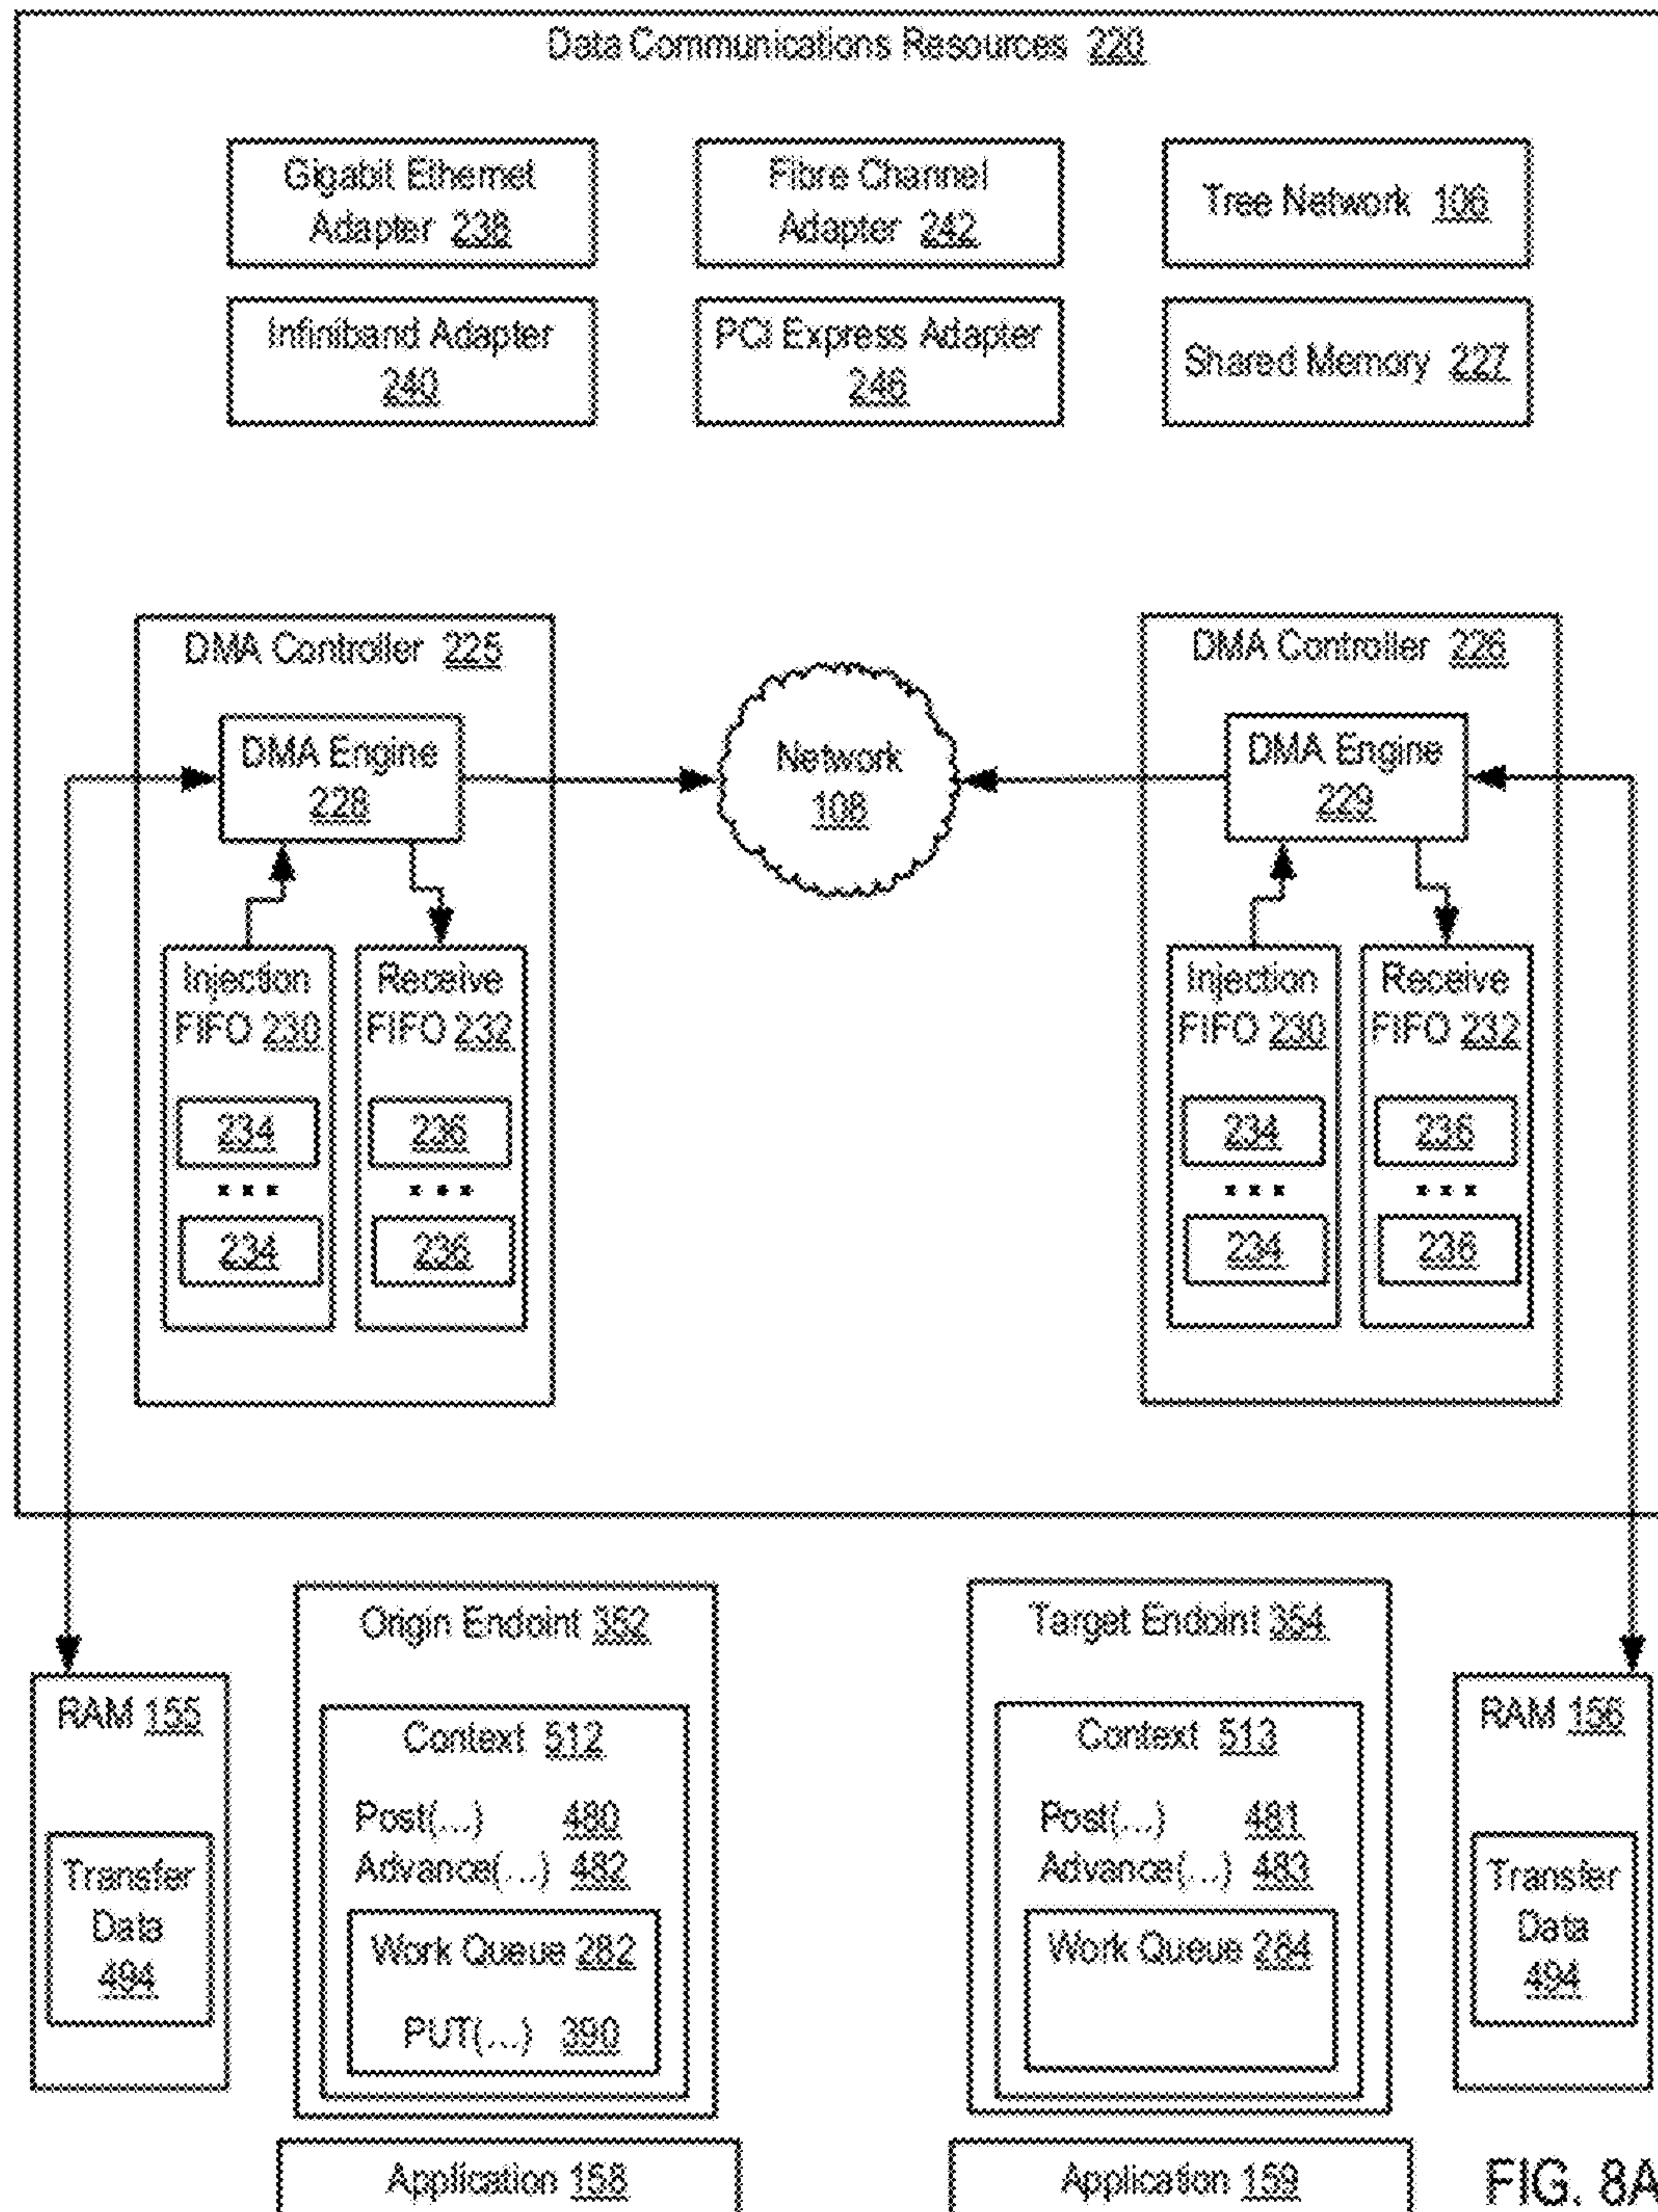 Data Communications Resources 220
Gigabit Ethernet
Adapter 238
Fibre Channel
Adapter 242
Tree Network 106
Infiniband Adapter
240
PCI Express Adapter
246
Shared Memory 227
DMA Controller 225
DMA Engine
228
Network
108
DMA Controller 226
DMA Engine
229
Injection
FIFO 230
234
...
234
Receive
FIFO 232
236
...
236
Injection
FIFO 230
234
...
234
Receive
FIFO 232
236
...
236
RAM 155
Transfer
Data
494
Origin Endoint 352
Context 512
Post(...) 480
Advance(...) 482
Work Queue 282
PUT(...) 390
Target Endoint 354
Context 513
Post(...) 481
Advance(...) 483
Work Queue 284
RAM 156
Transfer
Data
494
Application 158
Application 159
FIG. 8A